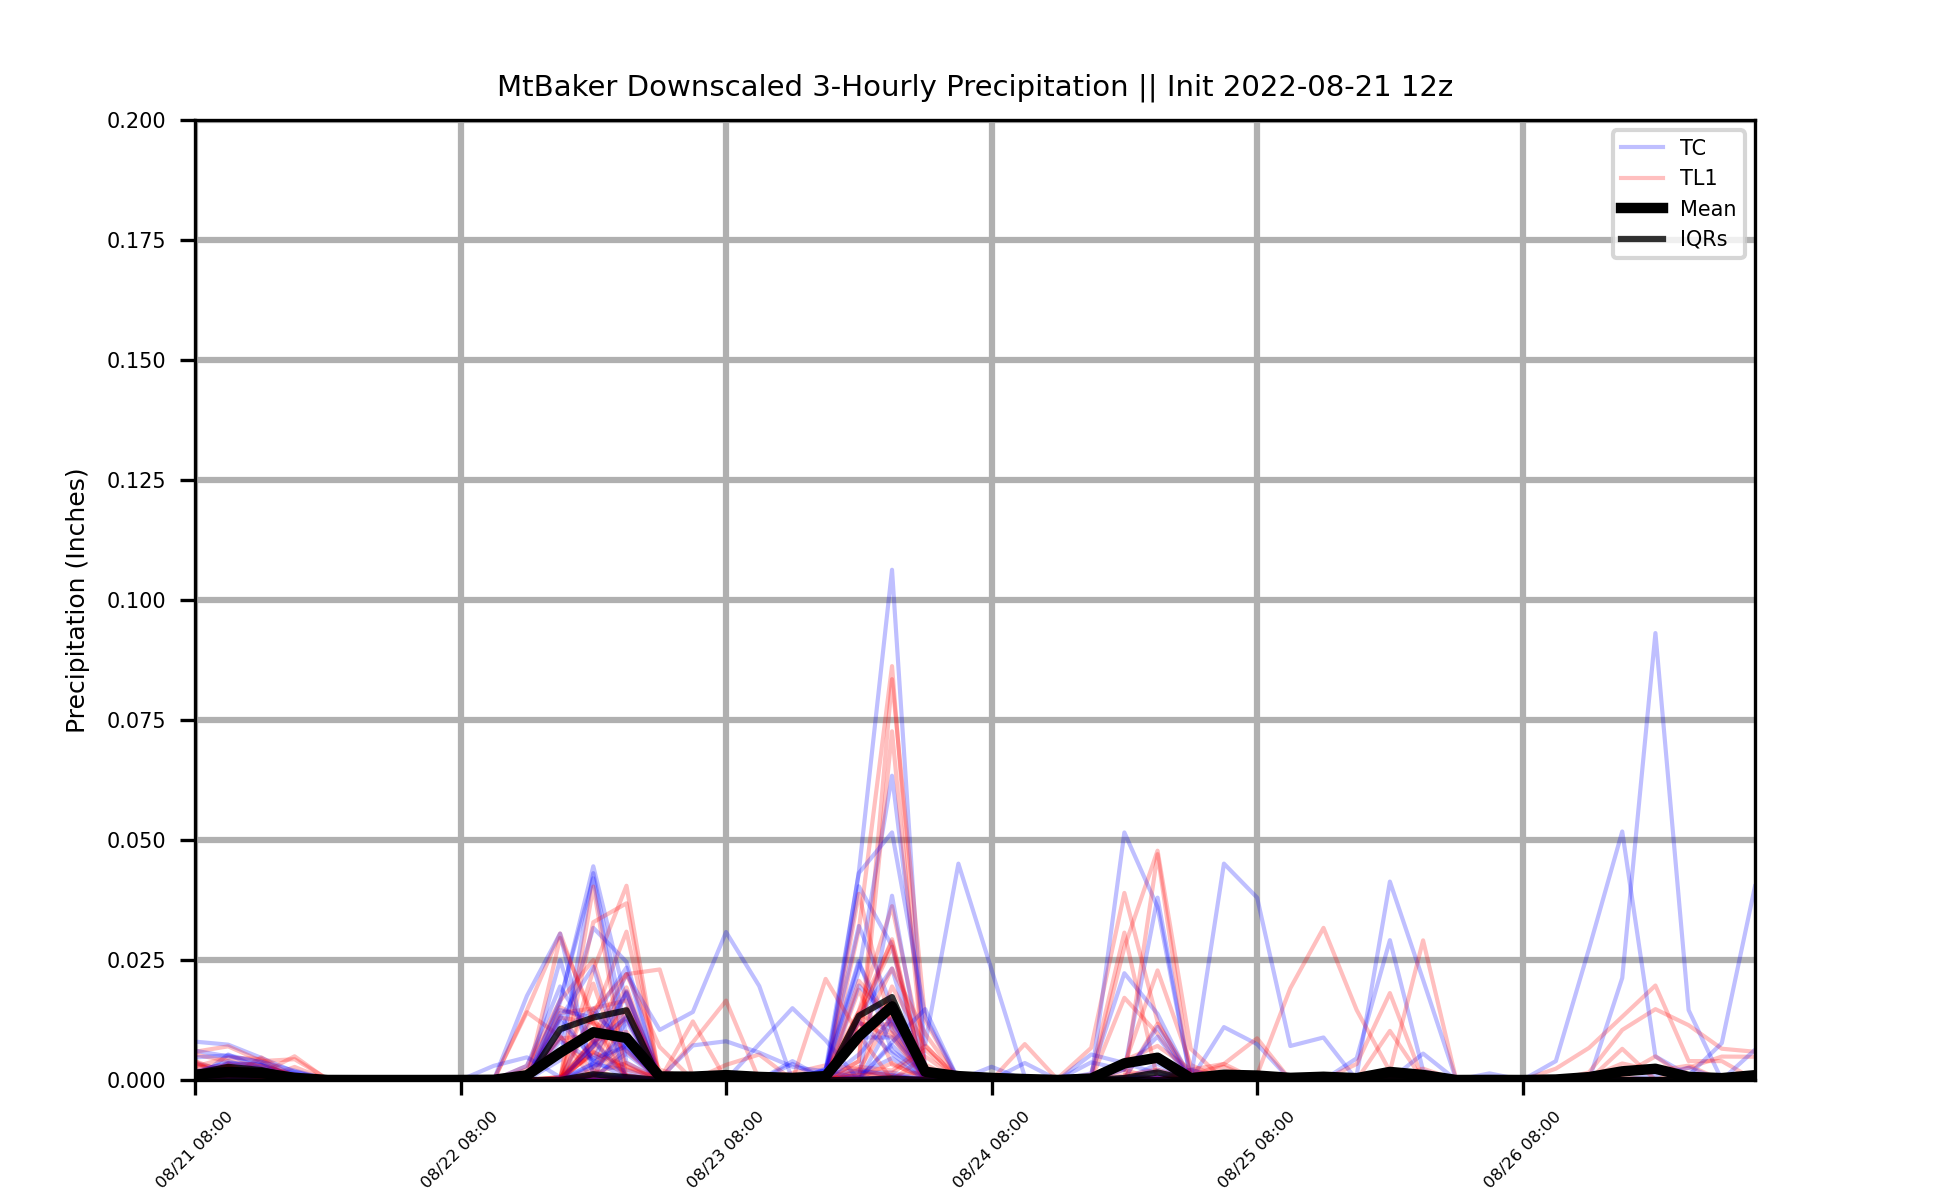 MtBaker Downscaled 3-Hourly Precipitation || Init 2022-08-21 12z
TC
TL1
Mean
IQRs
Precipitation (Inches)
0.200
0.175
0.150
0.125
0.100
0.075
0.050
0.025
0.000
08/21 08:00
08/22 08:00
08/23 08:00
08/24 08:00
08/25 08:00
08/26 08:00